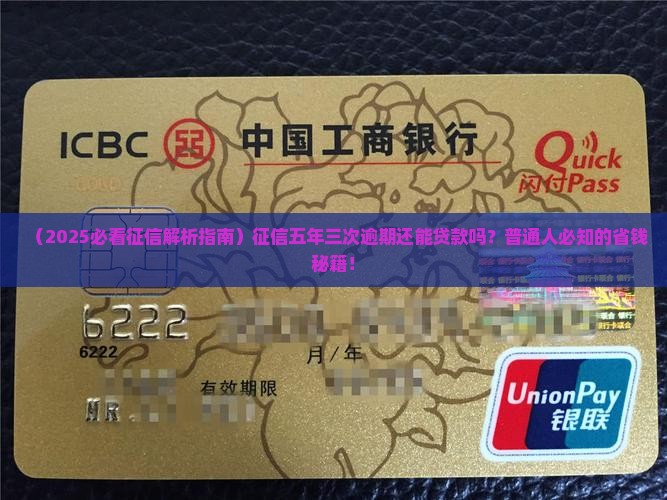 ICBC 中国工商银行
Quick
闪付Pass
（2025必看征信解析指南）征信五年三次逾期还能贷款吗？普通人必知的省钱
秘籍！
6222
6222
月/年
有效期限
MR.
UnionPay
银联